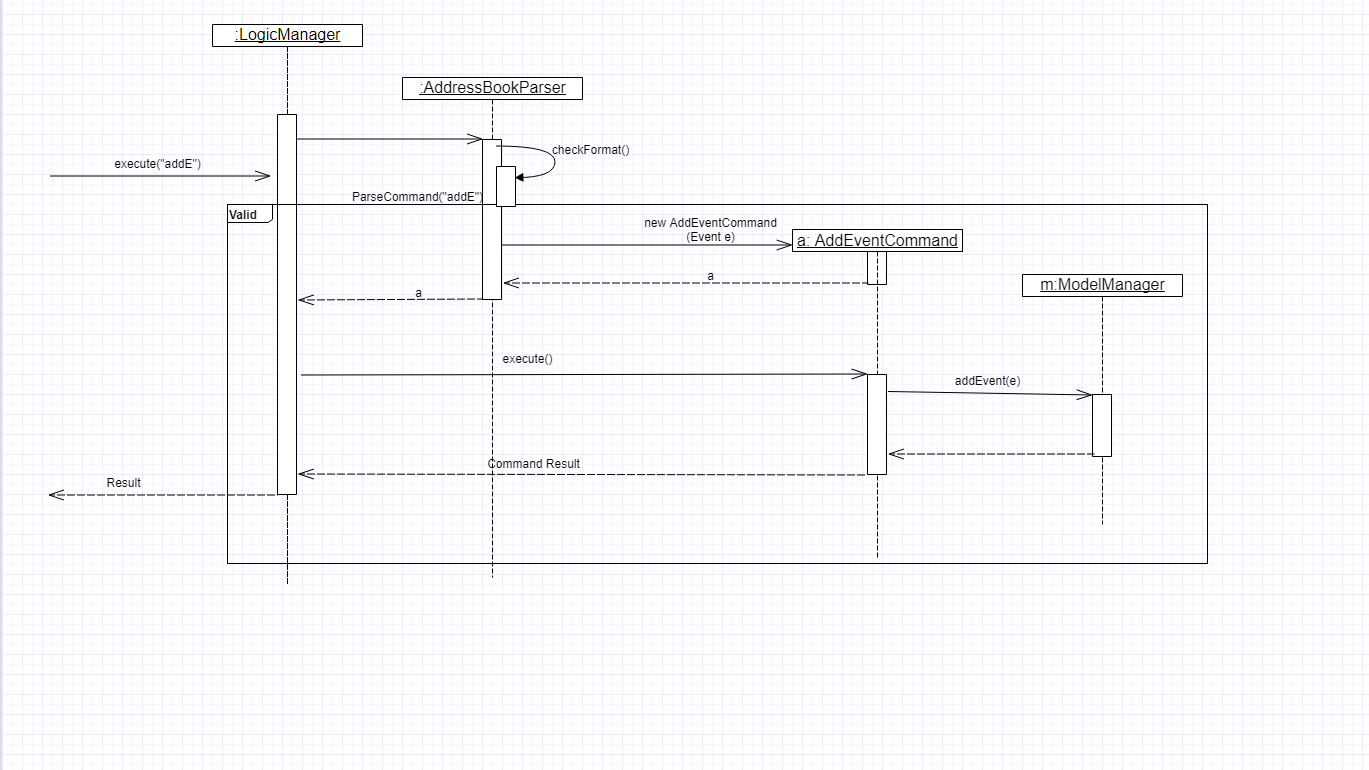 :LogicManager
:AddressBookParser
checkFormat()
execute("addE")
ParseCommand("addE")
Valid
new AddEventCommand
(Event e)
a: AddEventCommand
a
m:ModelManager
a
execute()
addEvent(e)
Command Result
Result